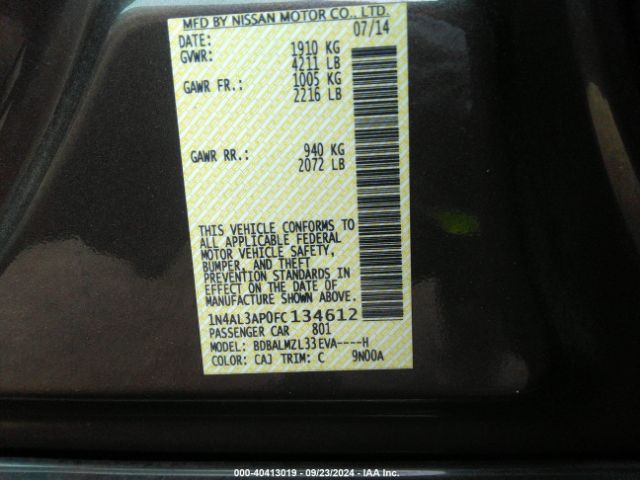 MFD BY NISSAN MOTOR CO., LTD.
DATE: 07/14
GVWR: 1910 KG
4211 LB
GAWR FR.: 1005 KG
2216 LB
GAWR RR.: 940 KG
2072 LB
THIS VEHICLE CONFORMS TO
ALL APPLICABLE FEDERAL
MOTOR VEHICLE SAFETY,
BUMPER, AND THEFT
PREVENTION STANDARDS IN
EFFECT ON THE DATE OF
MANUFACTURE SHOWN ABOVE.
1N4AL3AP0FC134612
PASSENGER CAR 801
MODEL: BDBALMZL33EVA----H
COLOR: CAJ TRIM: C 9N00A
000-40413019 - 09/23/2024 - IAA Inc.